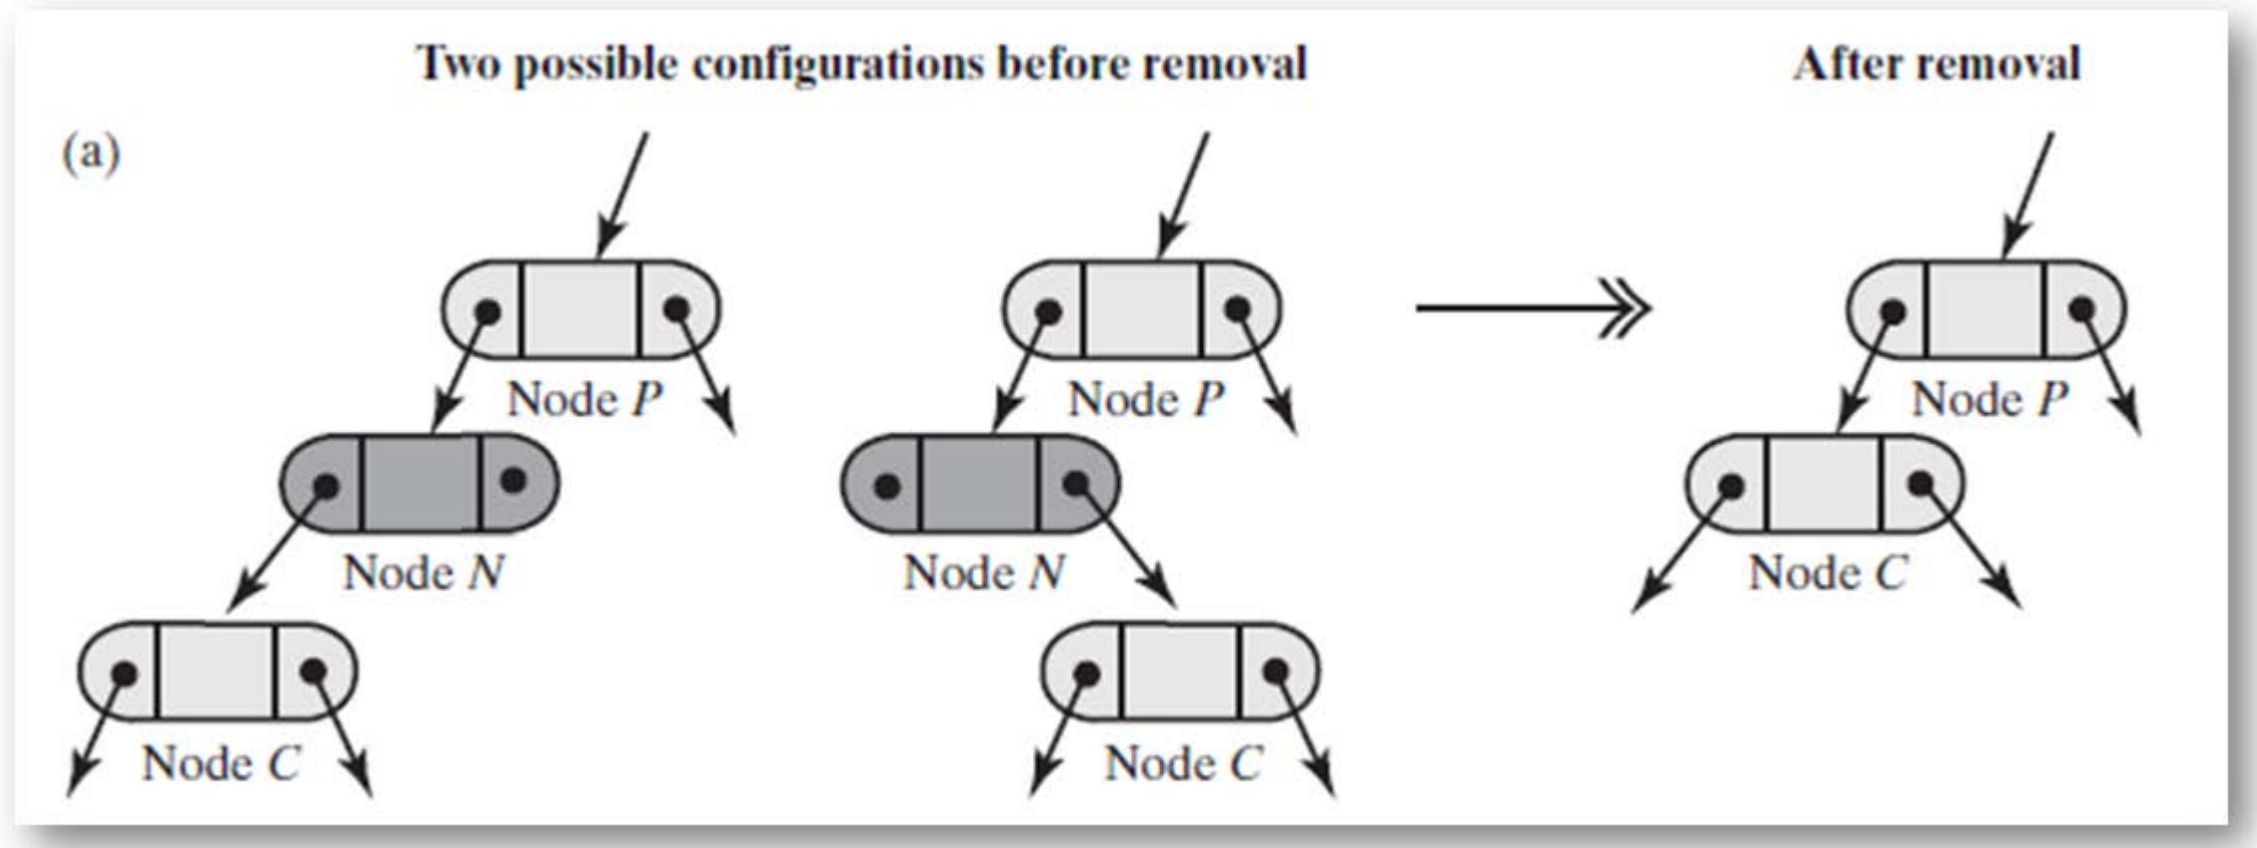 Two possible configurations before removal
After removal
(a)
Node P
Node P
Node P
Node N
Node N
Node C
Node C
Node C